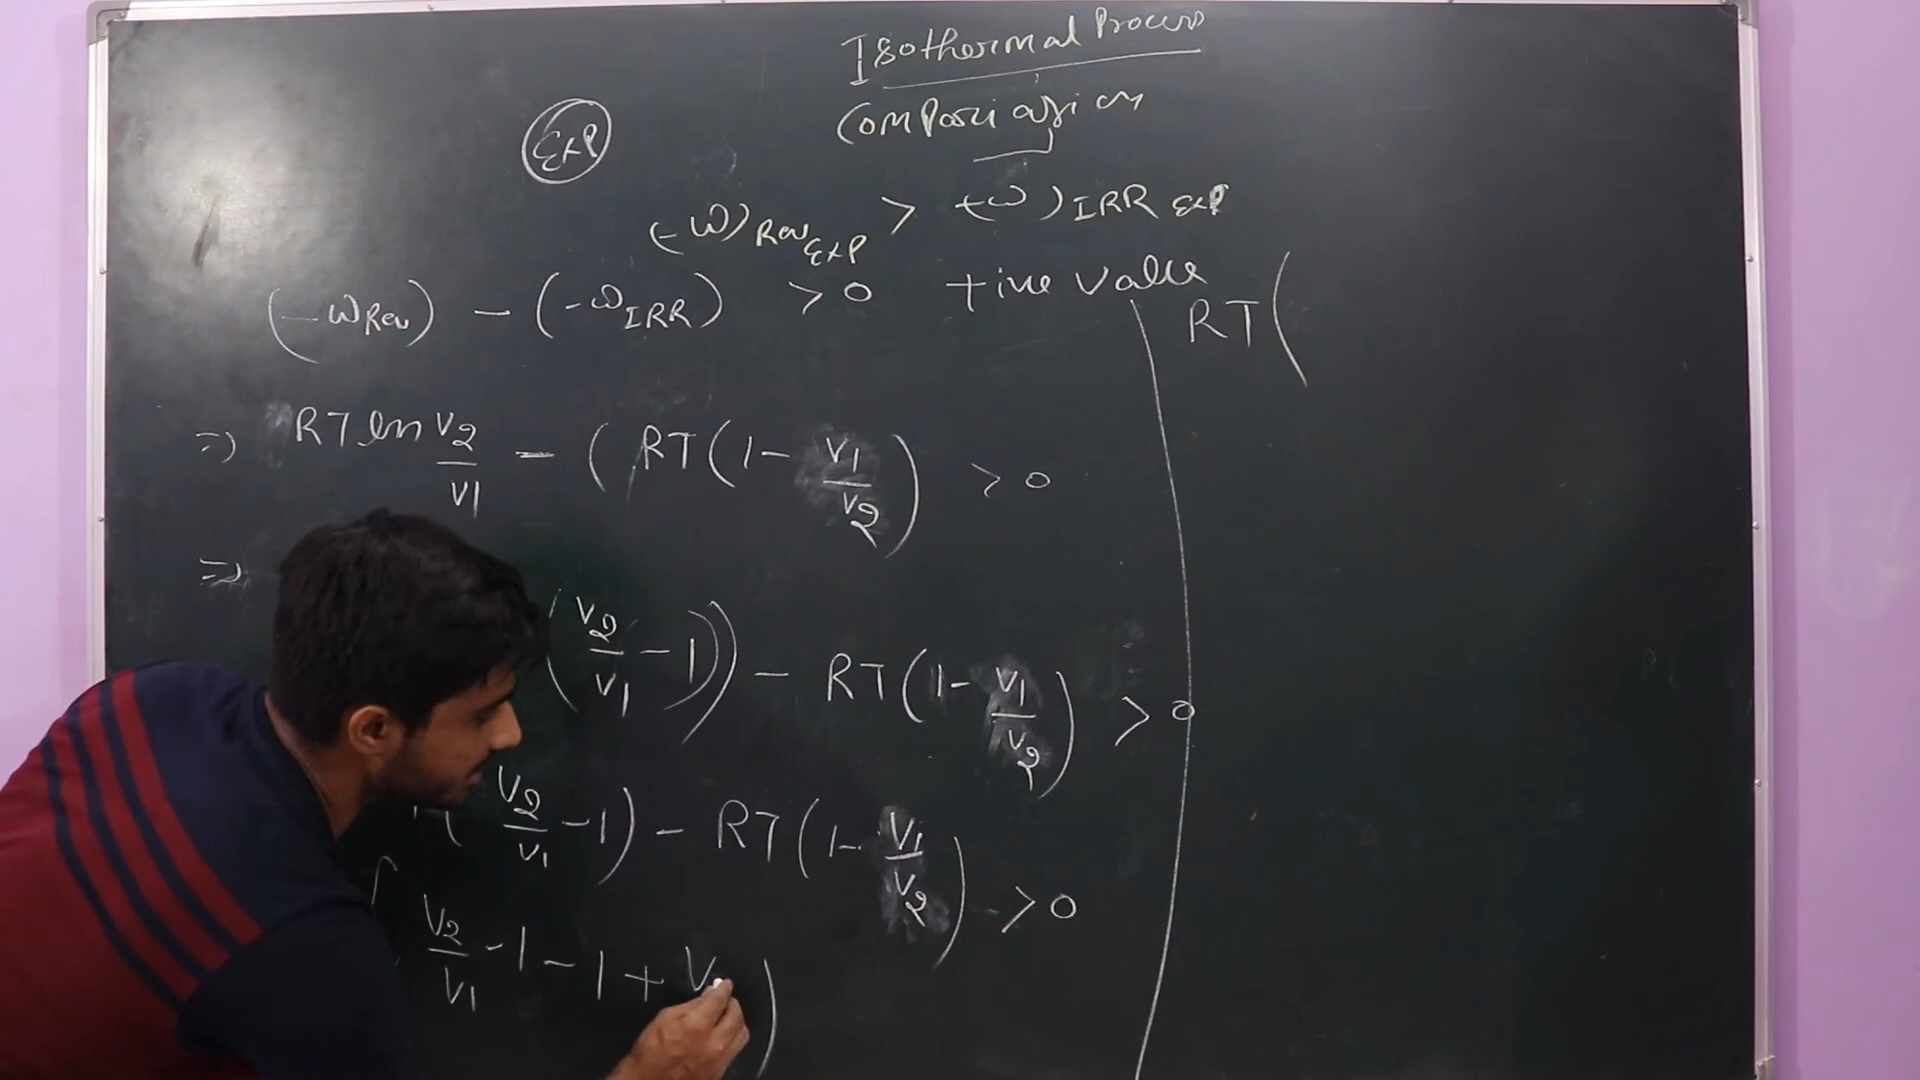 Isothermal Process
Compariasion
EXP
(-W)Rev EXP > (-W)IRR EXP
(-WRev) - (-WIRR) > 0 +ive value
⇒ RT ln V2/V1 - (RT(1 - V1/V2) > 0
⇒
(V2/V1 - 1)) - RT(1 - V1/V2) > 0
V2/V1 - 1) - RT(1 - V1/V2) > 0
V2/V1 - 1 - 1 + V )
RT(